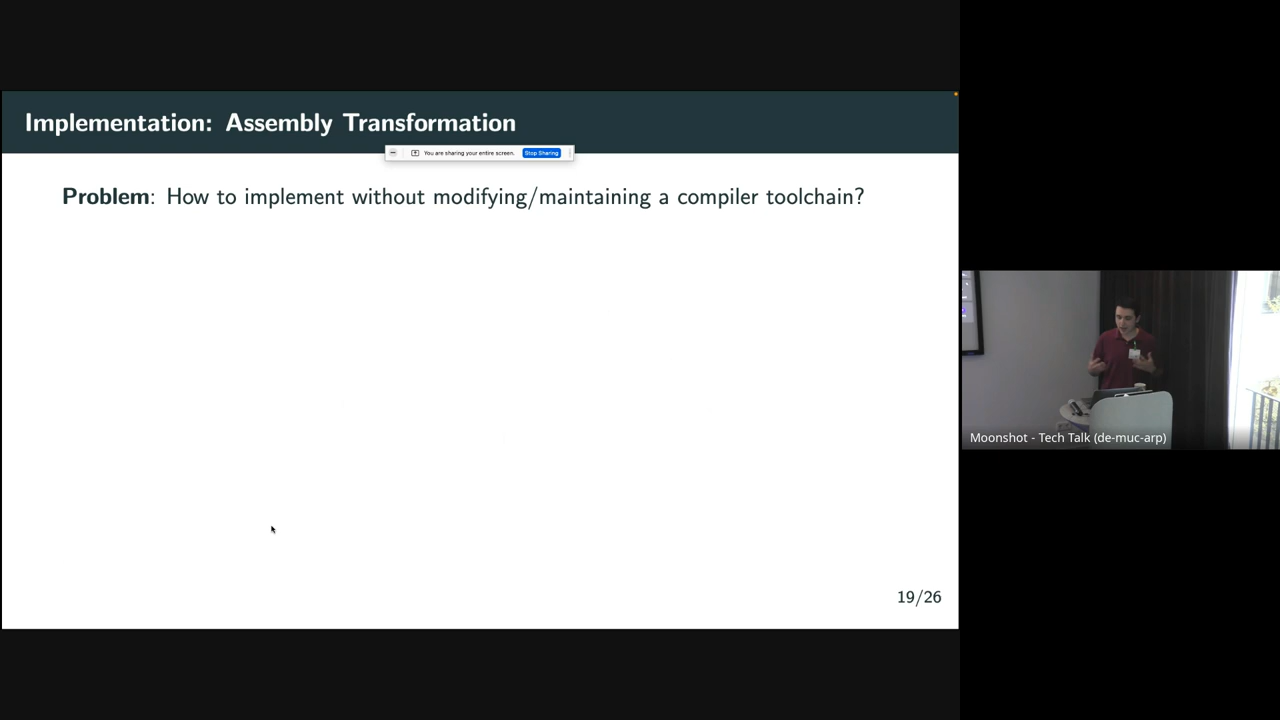 Implementation: Assembly Transformation
You are sharing your entire screen.
Stop Sharing
Problem: How to implement without modifying/maintaining a compiler toolchain?
Moonshot - Tech Talk (de-muc-arp)
19/26